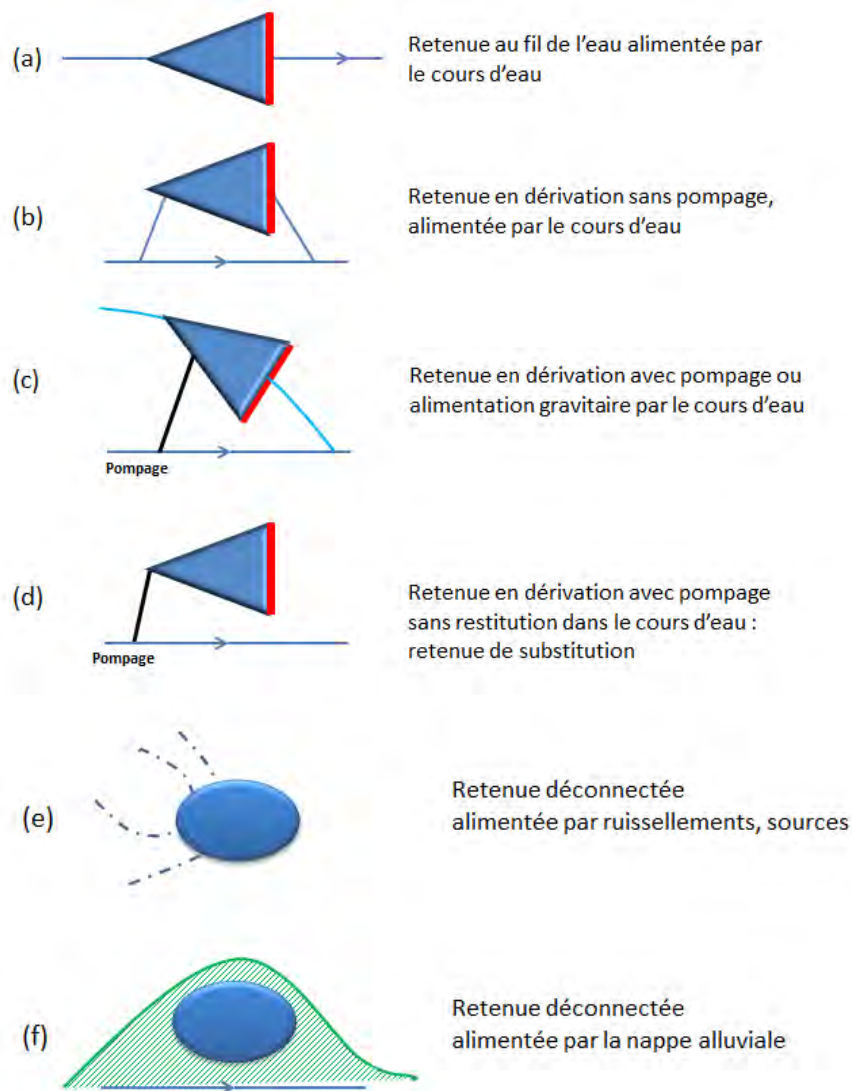 (a)
Retenue au fil de l'eau alimentée par
le cours d'eau
(b)
Retenue en dérivation sans pompage,
alimentée par le cours d'eau
(c)
Retenue en dérivation avec pompage ou
alimentation gravitaire par le cours d'eau
Pompage
(d)
Retenue en dérivation avec pompage
sans restitution dans le cours d'eau :
retenue de substitution
Pompage
(e)
Retenue déconnectée
alimentée par ruissellements, sources
(f)
Retenue déconnectée
alimentée par la nappe alluviale